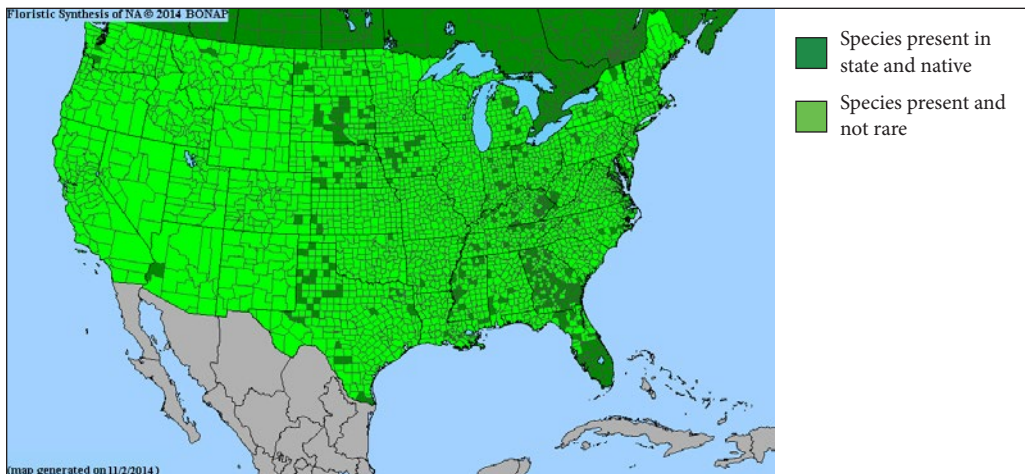 Floristic Synthesis of NA © 2014 BONAP
Species present in
state and native
Species present and
not rare
(map generated on 11/2/2014 )